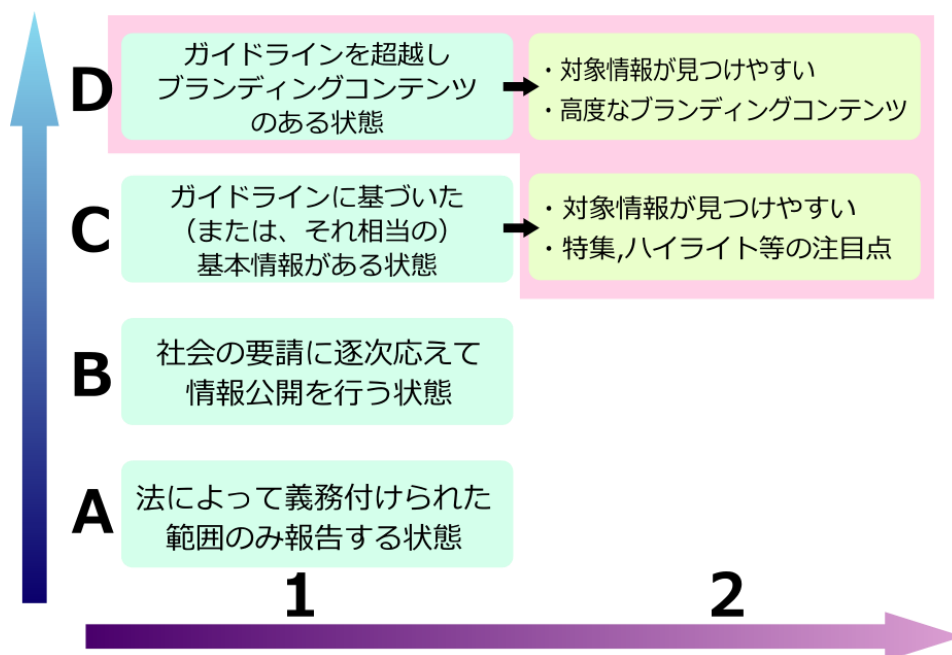 D
ガイドラインを超越し
ブランディングコンテンツ
のある状態
・対象情報が見つけやすい
・高度なブランディングコンテンツ
C
ガイドラインに基づいた
（または、それ相当の）
基本情報がある状態
・対象情報が見つけやすい
・特集,ハイライト等の注目点
B
社会の要請に逐次応えて
情報公開を行う状態
A
法によって義務付けられた
範囲のみ報告する状態
1
2